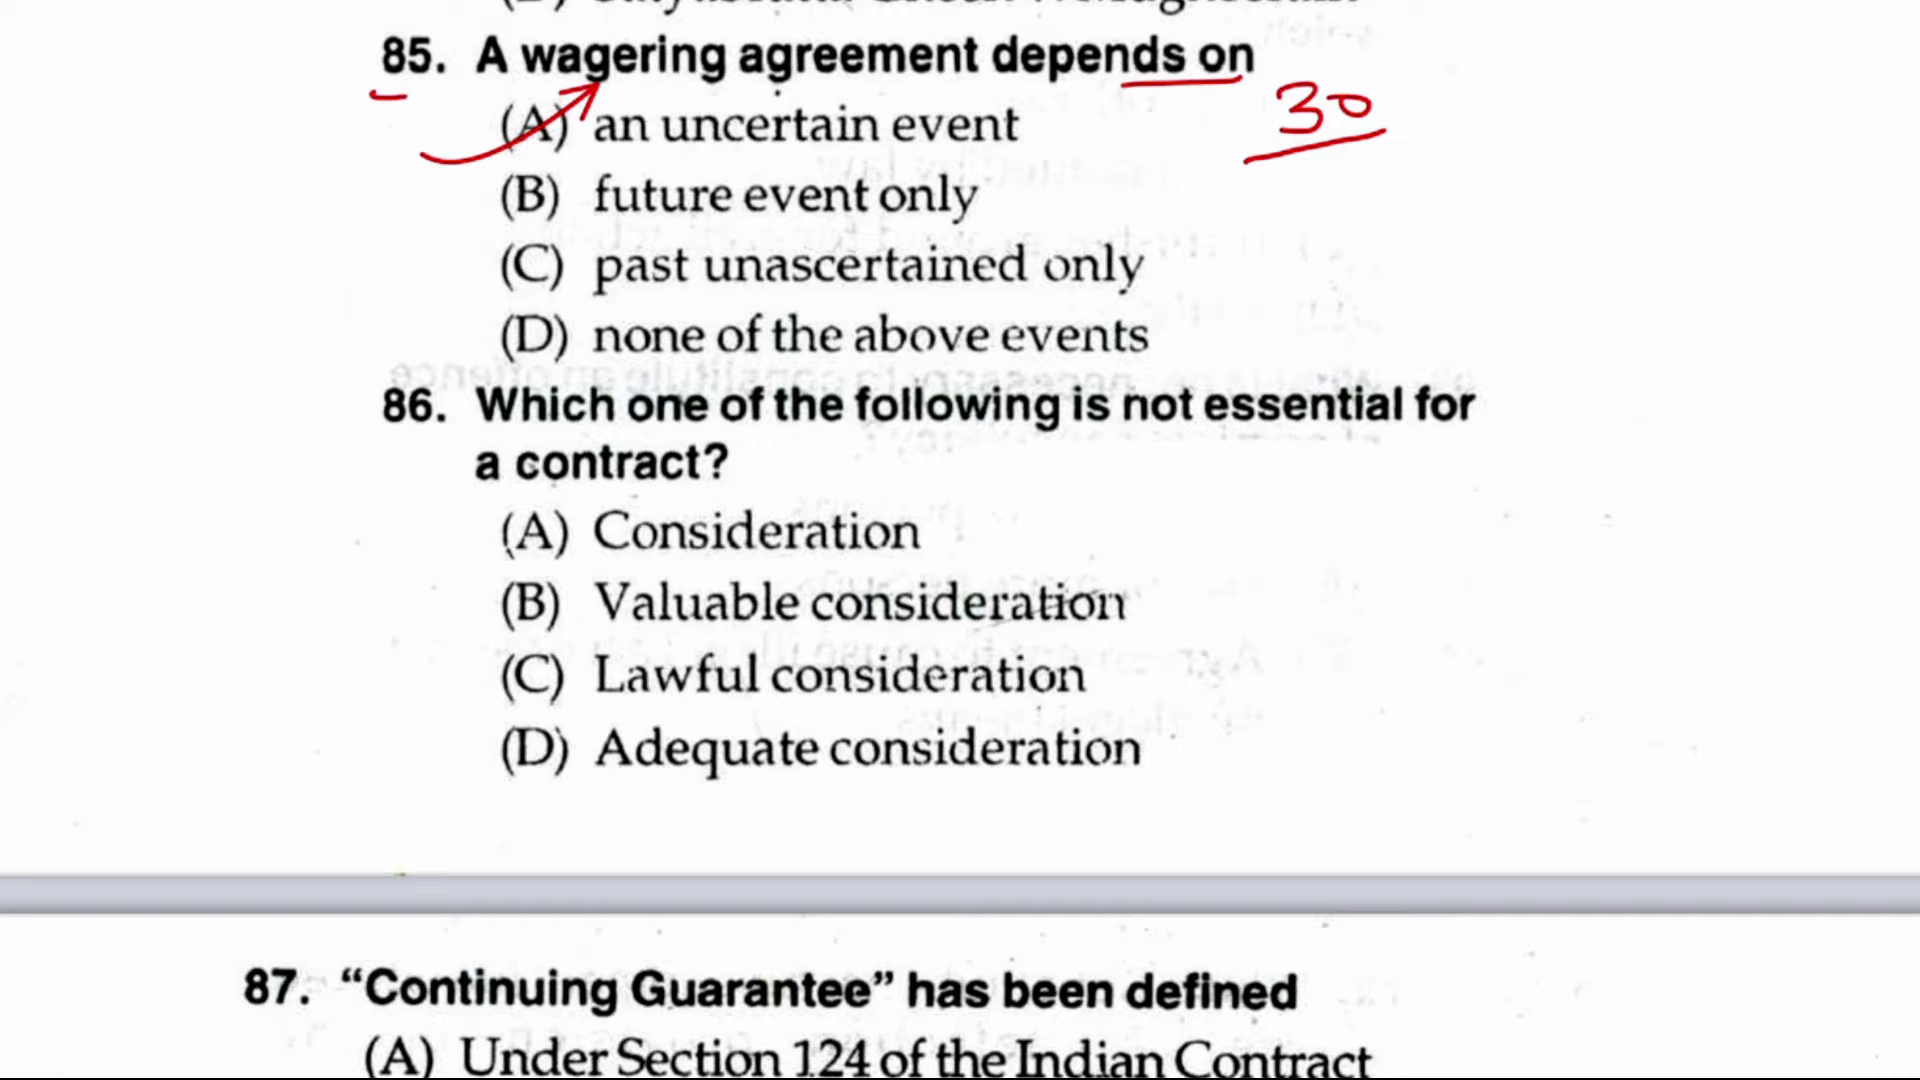 85. A wagering agreement depends on
30
(A) an uncertain event
(B) future event only
(C) past unascertained only
(D) none of the above events
86. Which one of the following is not essential for
a contract?
(A) Consideration
(B) Valuable consideration
(C) Lawful consideration
(D) Adequate consideration
87. “Continuing Guarantee” has been defined
(A) Under Section 124 of the Indian Contract